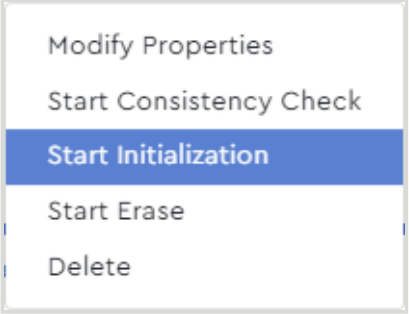 Modify Properties
Start Consistency Check
Start Initialization
Start Erase
Delete